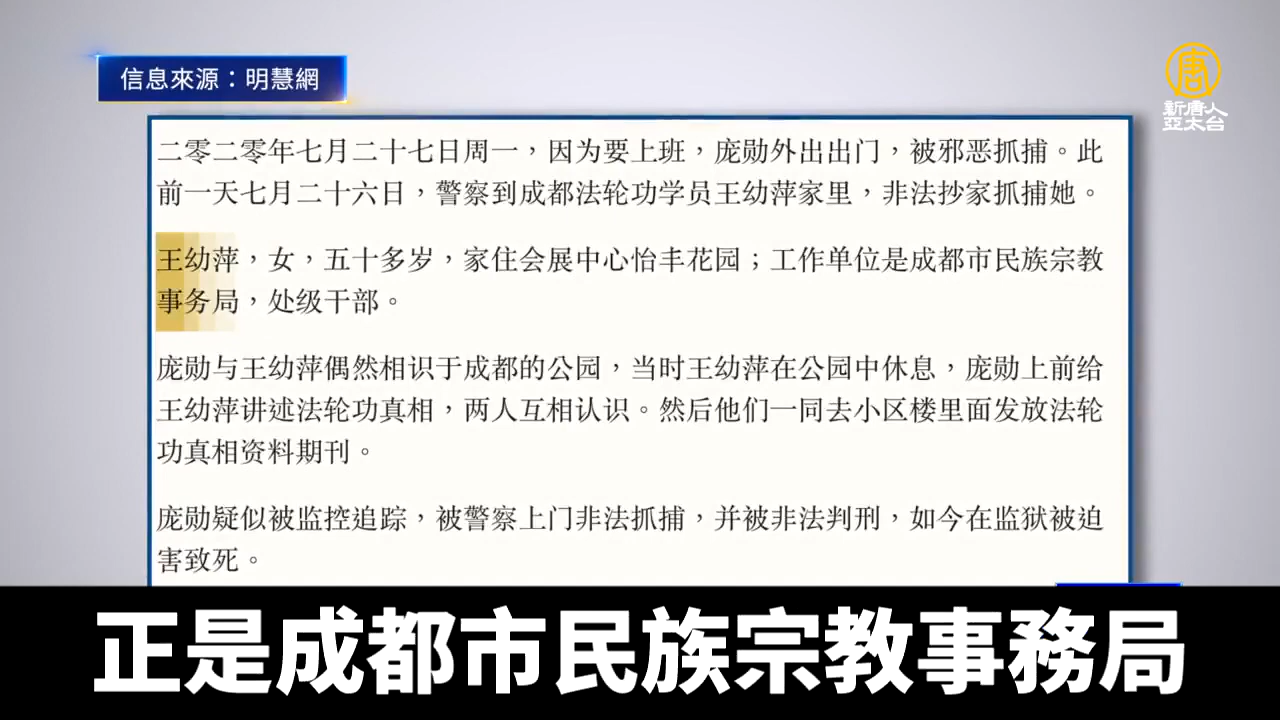 信息來源：明慧網
唐
新唐人
亞太台
二零二零年七月二十七日周一，因为要上班，庞勋外出出门，被邪恶抓捕。此
前一天七月二十六日，警察到成都法轮功学员王幼萍家里，非法抄家抓捕她。
王幼萍，女，五十多岁，家住会展中心怡丰花园；工作单位是成都市民族宗教
事务局，处级干部。
庞勋与王幼萍偶然相识于成都的公园，当时王幼萍在公园中休息，庞勋上前给
王幼萍讲述法轮功真相，两人互相认识。然后他们一同去小区楼里面发放法轮
功真相资料期刊。
庞勋疑似被监控追踪，被警察上门非法抓捕，并被非法判刑，如今在监狱被迫
害致死。
正是成都市民族宗教事務局